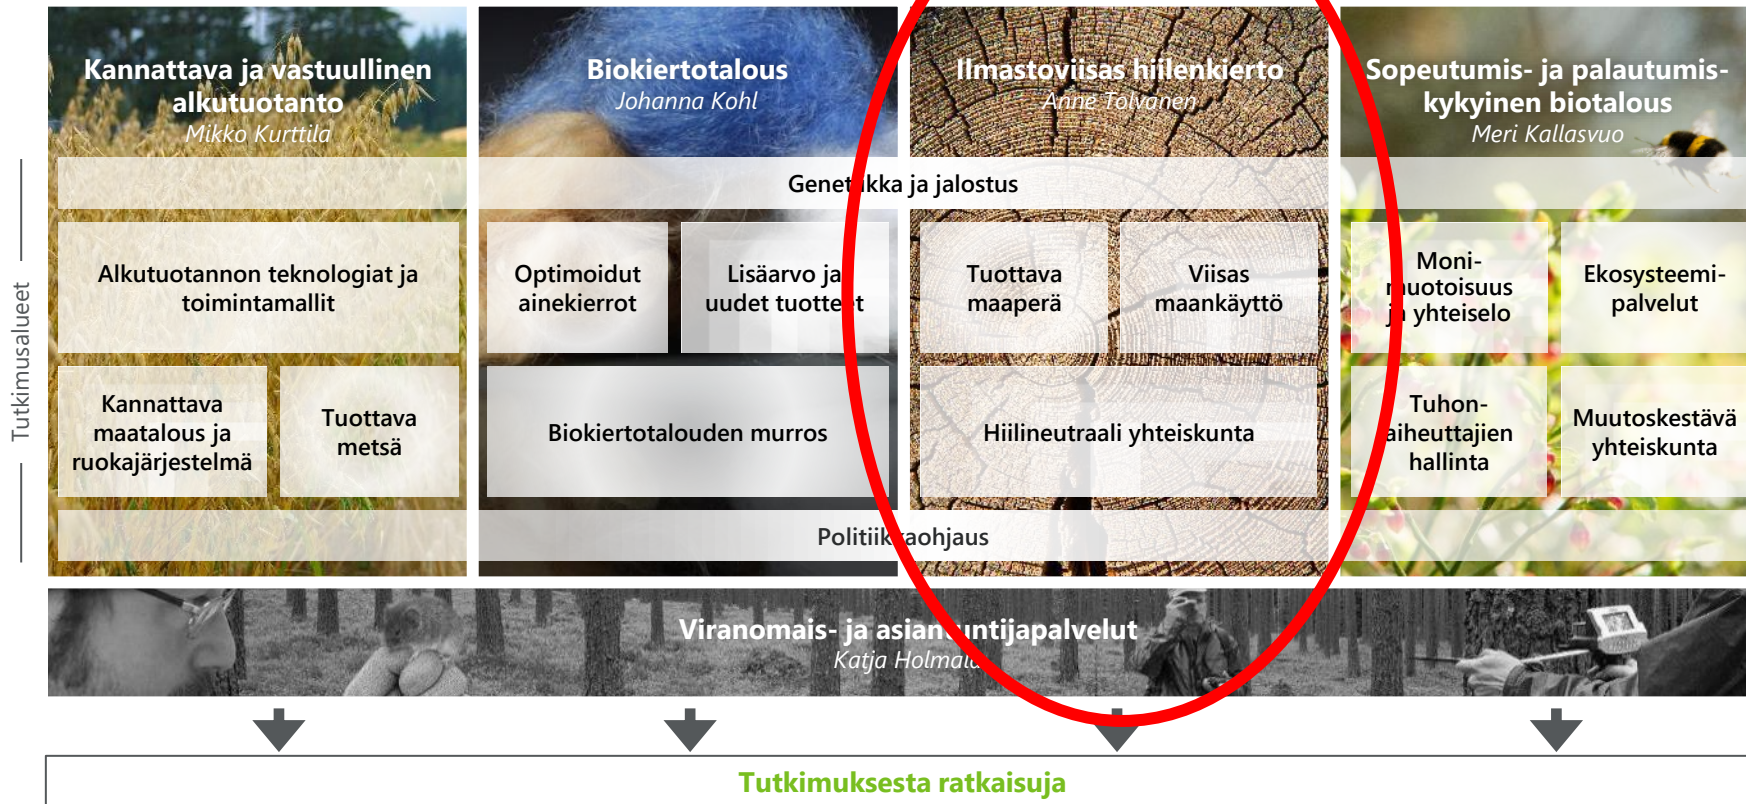 Kannattava ja vastuullinen
alkutuotanto
Mikko Kurttila
Biokiertotalous
Johanna Kohl
Ilmastoviisas hiilenkierto
Anne Tolvanen
Sopeutumis- ja palautumis-
kykyinen biotalous
Meri Kallasvuo
Tutkimusalueet
Genetiikka ja jalostus
Alkutuotannon teknologiat ja
toimintamallit
Optimoidut
ainekierrot
Lisäarvo ja
uudet tuotteet
Tuottava
maaperä
Viisas
maankäyttö
Moni-
muotoisuus
ja yhteiselo
Ekosysteemi-
palvelut
Kannattava
maatalous ja
ruokajärjestelmä
Tuottava
metsä
Biokiertotalouden murros
Hiilineutraali yhteiskunta
Tuhon-
aiheuttajien
hallinta
Muutoskestävä
yhteiskunta
Politiikkaohjaus
Viranomais- ja asiantuntijapalvelut
Katja Holmala
Tutkimuksesta ratkaisuja